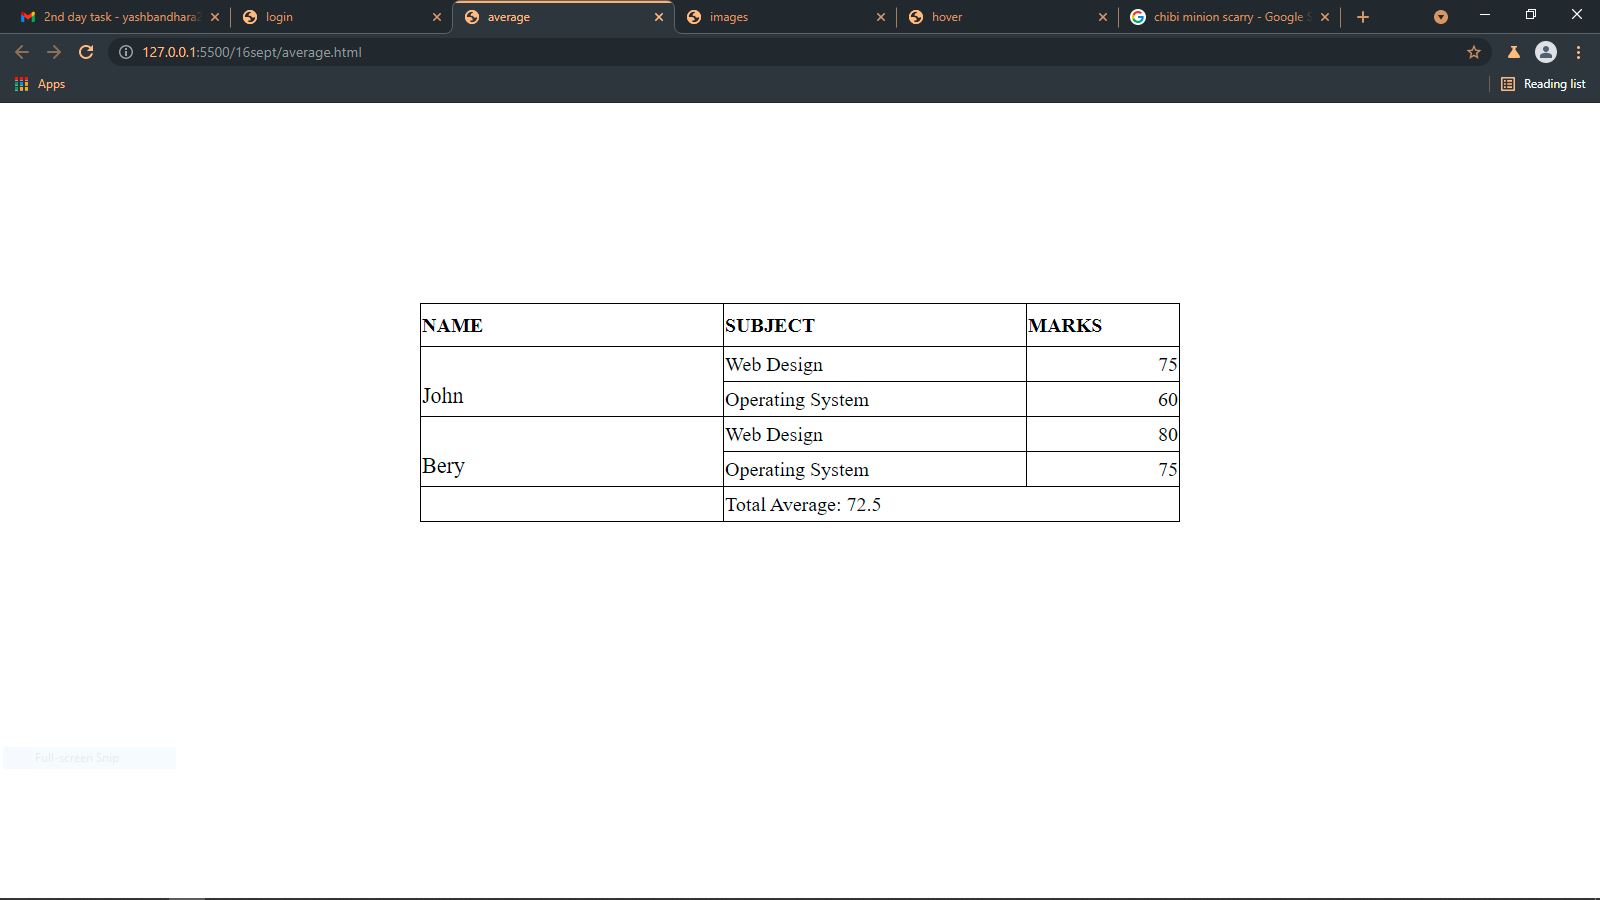 2nd day task - yashbandhara2
login
average
images
hover
chibi minion scarry - Google S
127.0.0.1:5500/16sept/average.html
Apps
Reading list
NAME SUBJECT MARKS
Web Design 75
John
Operating System 60
Web Design 80
Bery
Operating System 75
Total Average: 72.5
Full-screen Snip